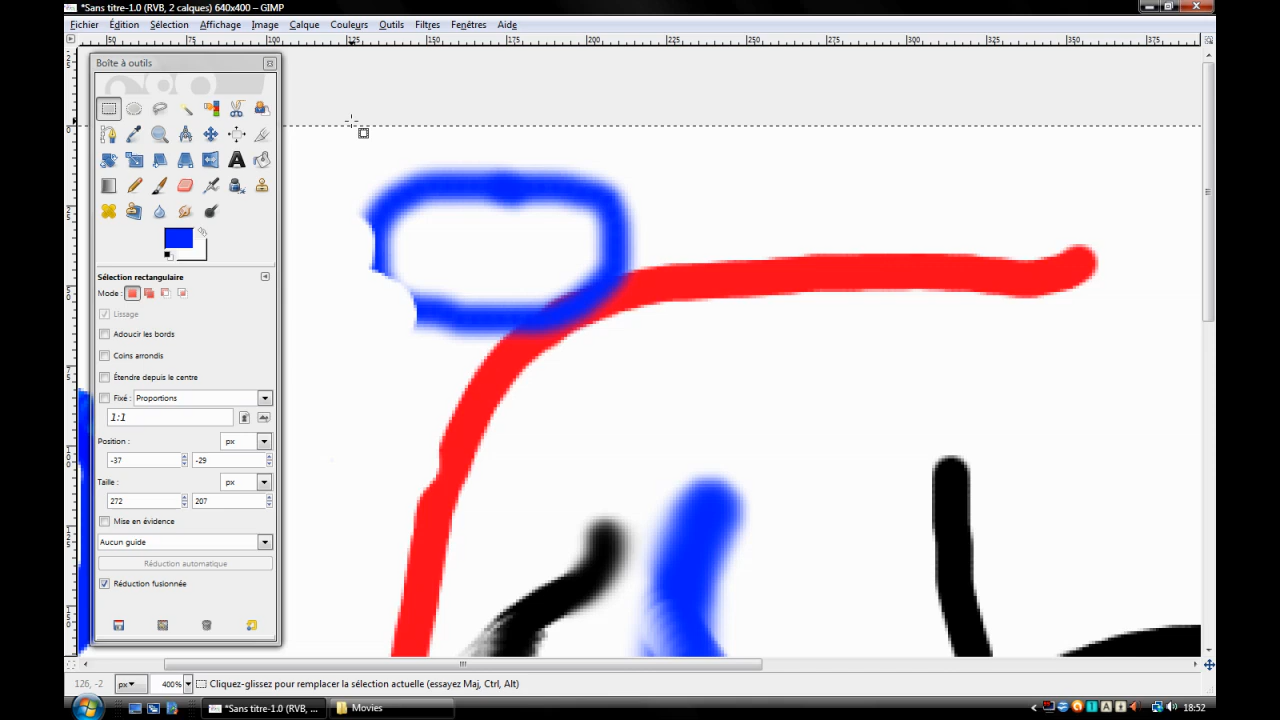 *Sans titre-1.0 (RVB, 2 calques) 640x400 – GIMP
Fichier Édition Sélection Affichage Image Calque Couleurs Outils Filtres Fenêtres Aide
50 75 100 125 150 175 200 225 250 275 300 325 350 375
Boîte à outils
Sélection rectangulaire
Mode :
Lissage
Adoucir les bords
Coins arrondis
Étendre depuis le centre
Fixé : Proportions
1:1
Position : px
-37 -29
Taille : px
272 207
Mise en évidence
Aucun guide
Réduction automatique
Réduction fusionnée
126, -2 px 400% Cliquez-glissez pour remplacer la sélection actuelle (essayez Maj, Ctrl, Alt)
*Sans titre-1.0 (RVB, ... Movies 18:52